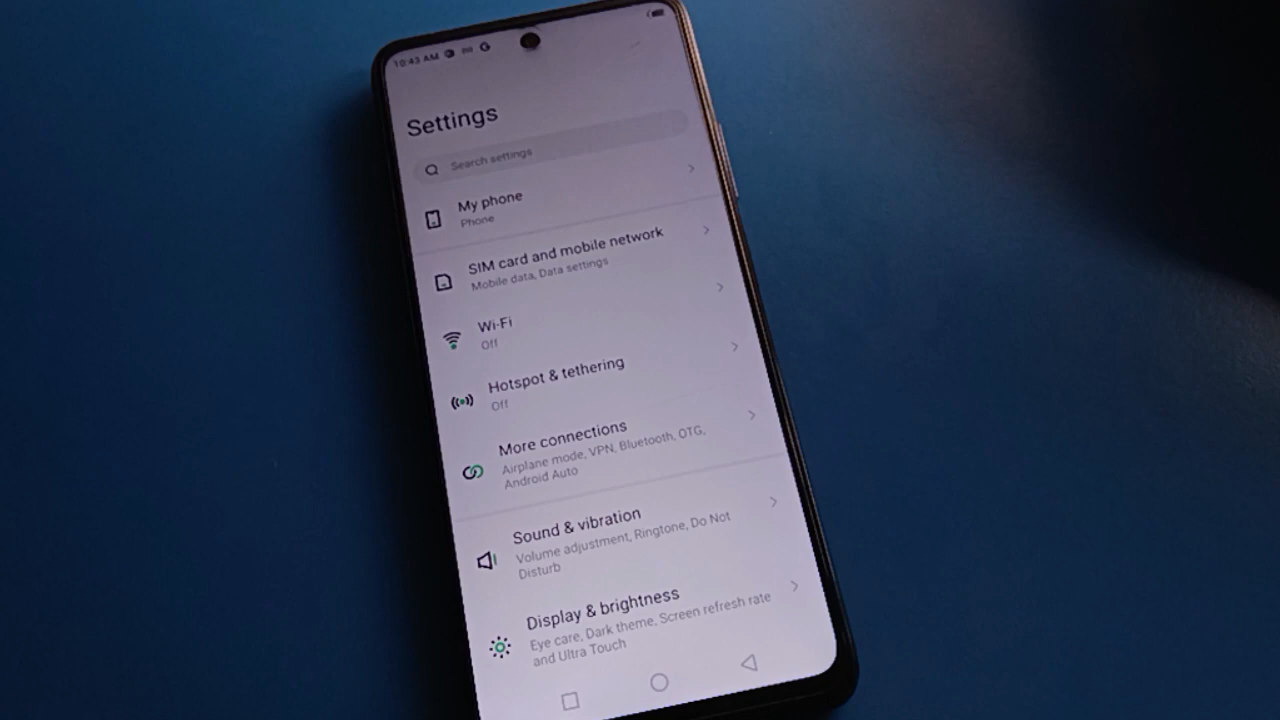 10:43 AM
Settings
Search settings
My phone
Phone
SIM card and mobile network
Mobile data, Data settings
Wi-Fi
Off
Hotspot & tethering
Off
More connections
Airplane mode, VPN, Bluetooth, OTG,
Android Auto
Sound & vibration
Volume adjustment, Ringtone, Do Not
Disturb
Display & brightness
Eye care, Dark theme, Screen refresh rate
and Ultra Touch